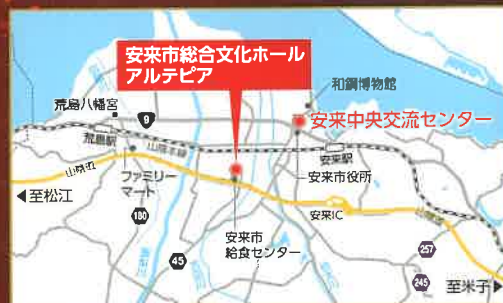 安来市総合文化ホール
アルテピア
和鋼博物館
荒島八幡宮
9
安来中央交流センター
荒島駅
山陰本線
安来駅
山陰道
ファミリー
マート
安来市役所
至松江
180
安来IC
安来市
給食センター
45
山陰道
257
245
至米子